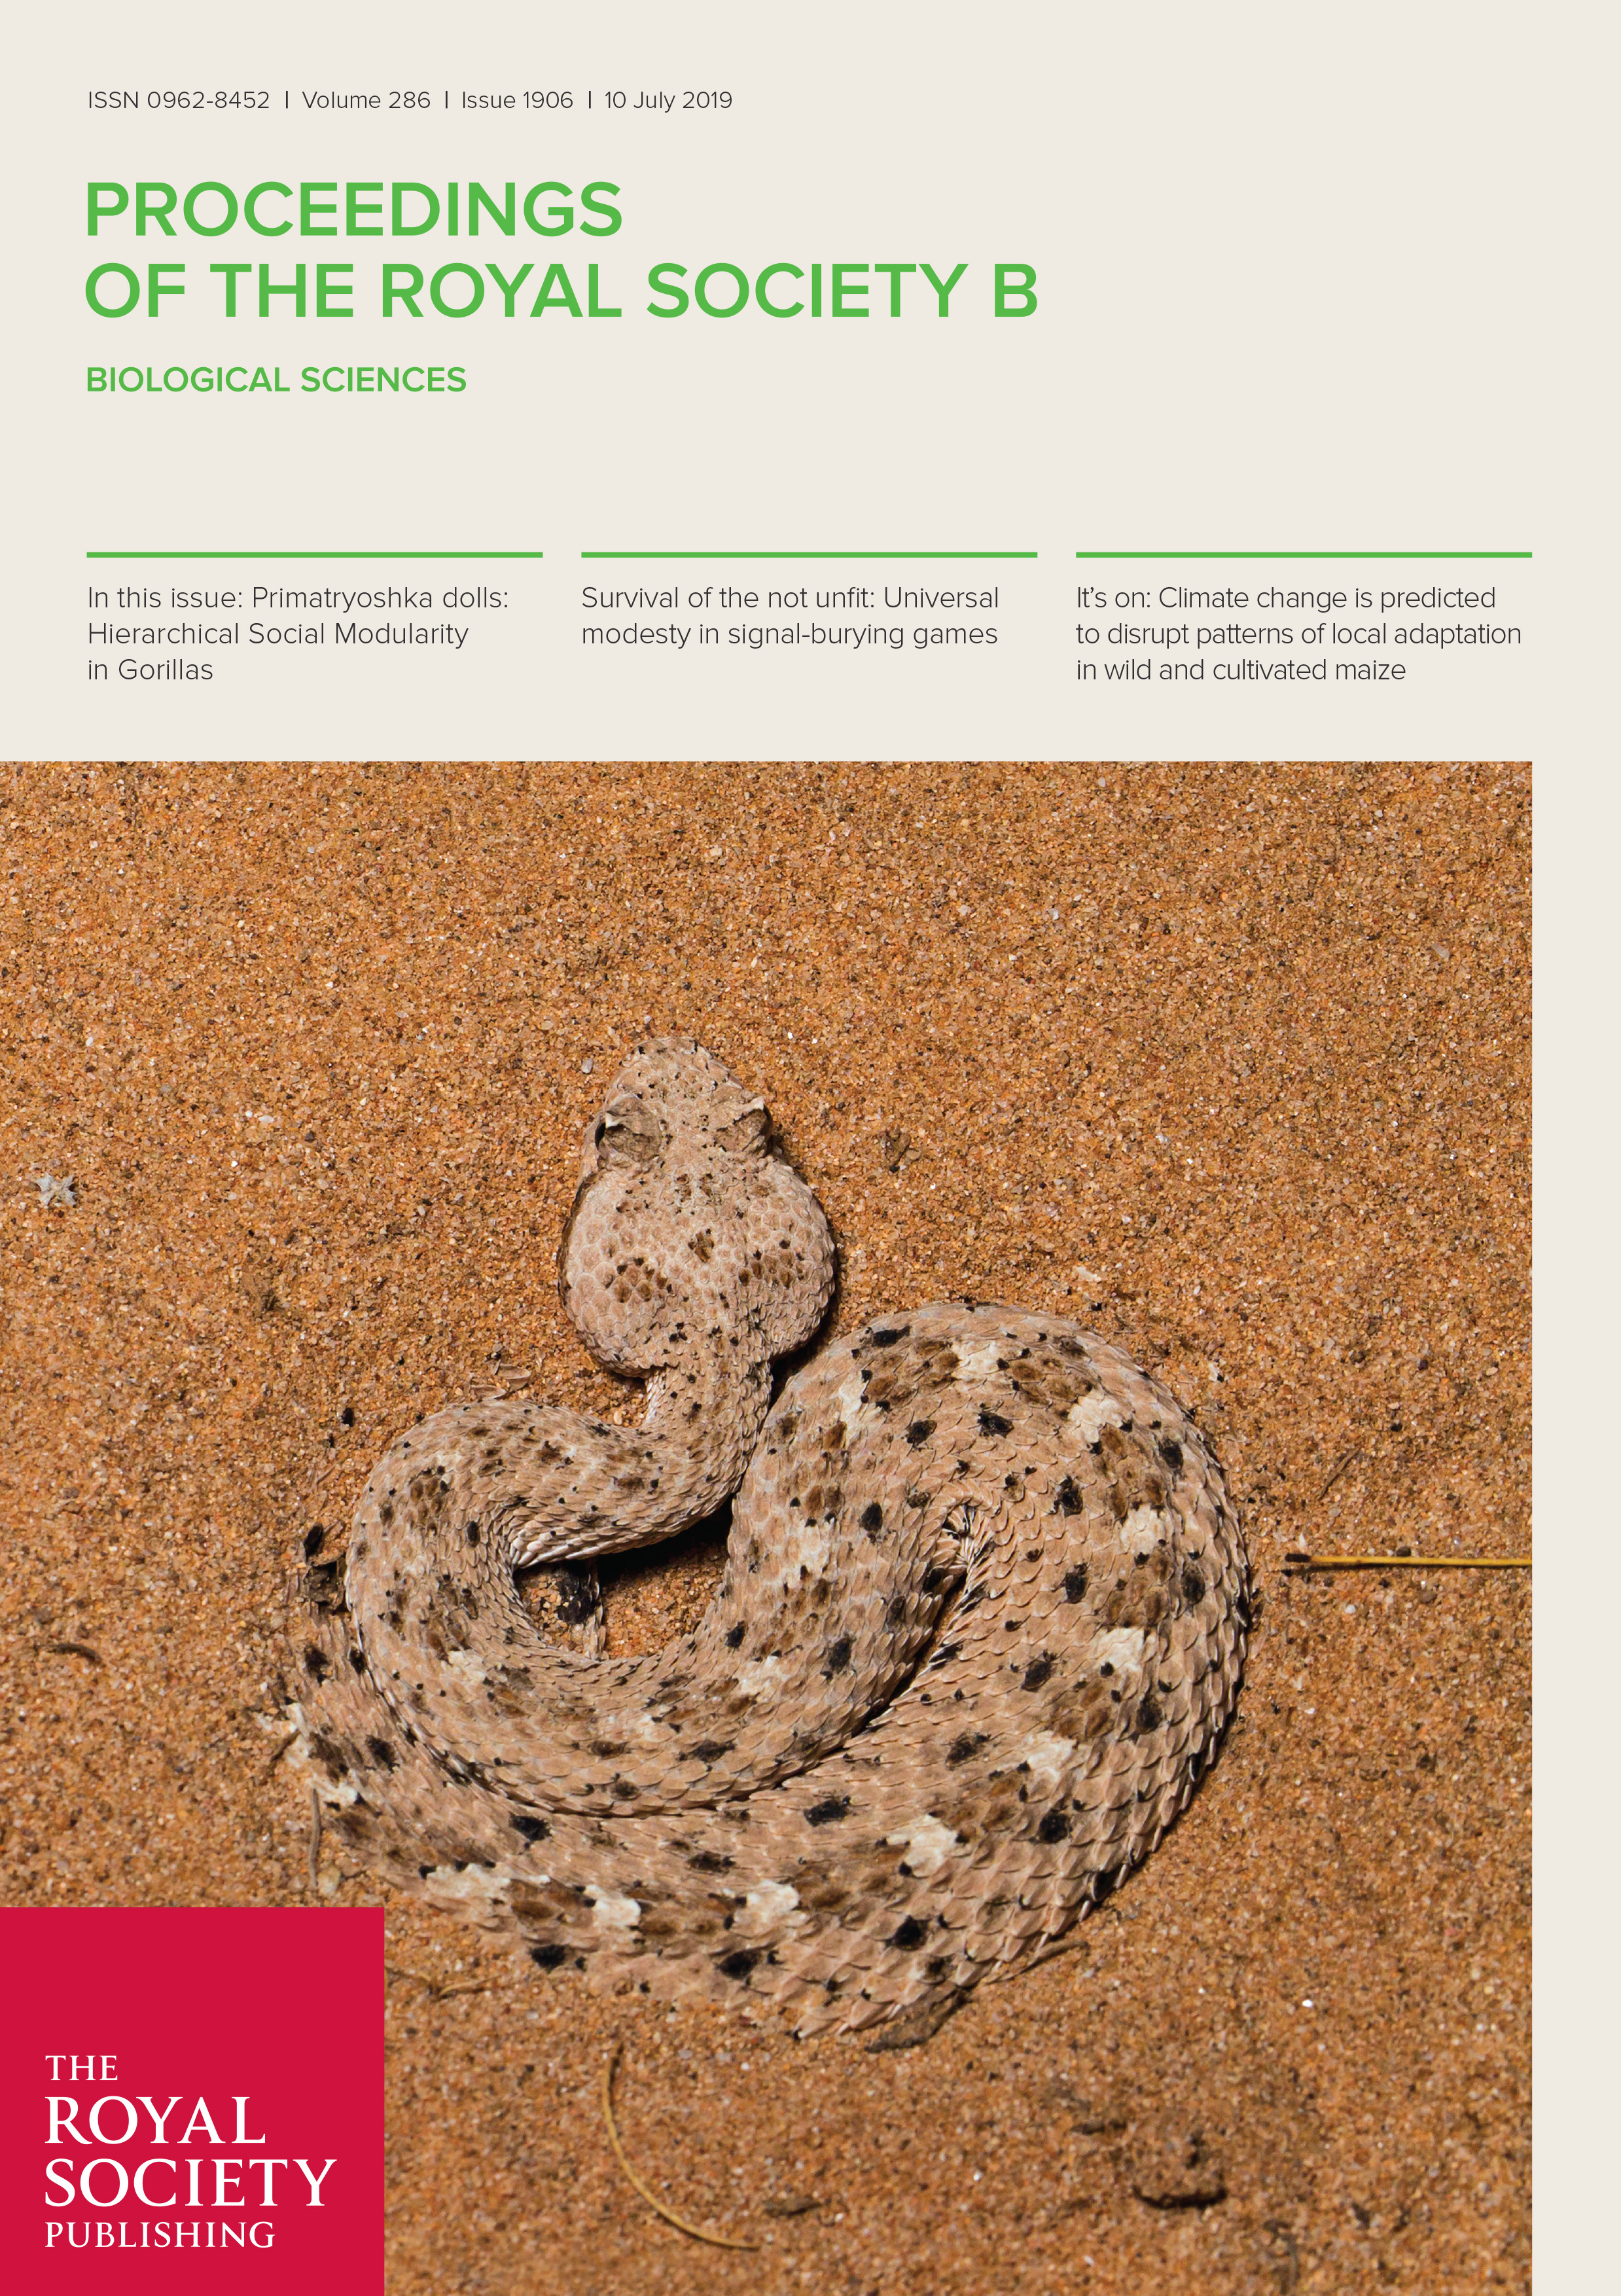 ISSN 0962-8452 | Volume 286 | Issue 1906 | 10 July 2019
PROCEEDINGS
OF THE ROYAL SOCIETY B
BIOLOGICAL SCIENCES
In this issue: Primatryoshka dolls:
Hierarchical Social Modularity
in Gorillas
Survival of the not unfit: Universal
modesty in signal-burying games
It’s on: Climate change is predicted
to disrupt patterns of local adaptation
in wild and cultivated maize
THE
ROYAL
SOCIETY
PUBLISHING